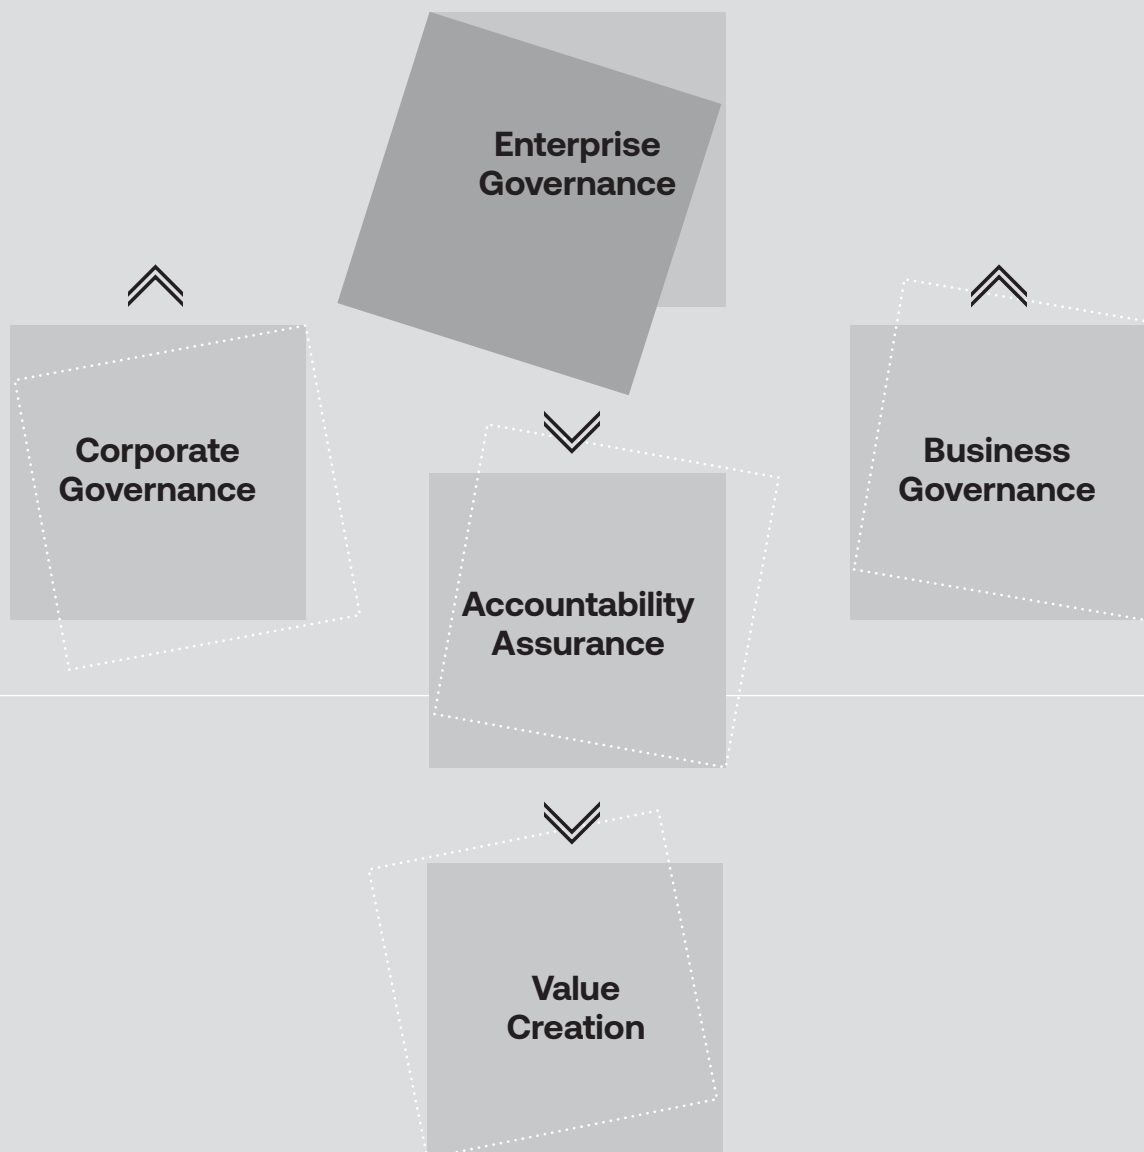 Enterprise
Governance
Corporate
Governance
Business
Governance
Accountability
Assurance
Value
Creation